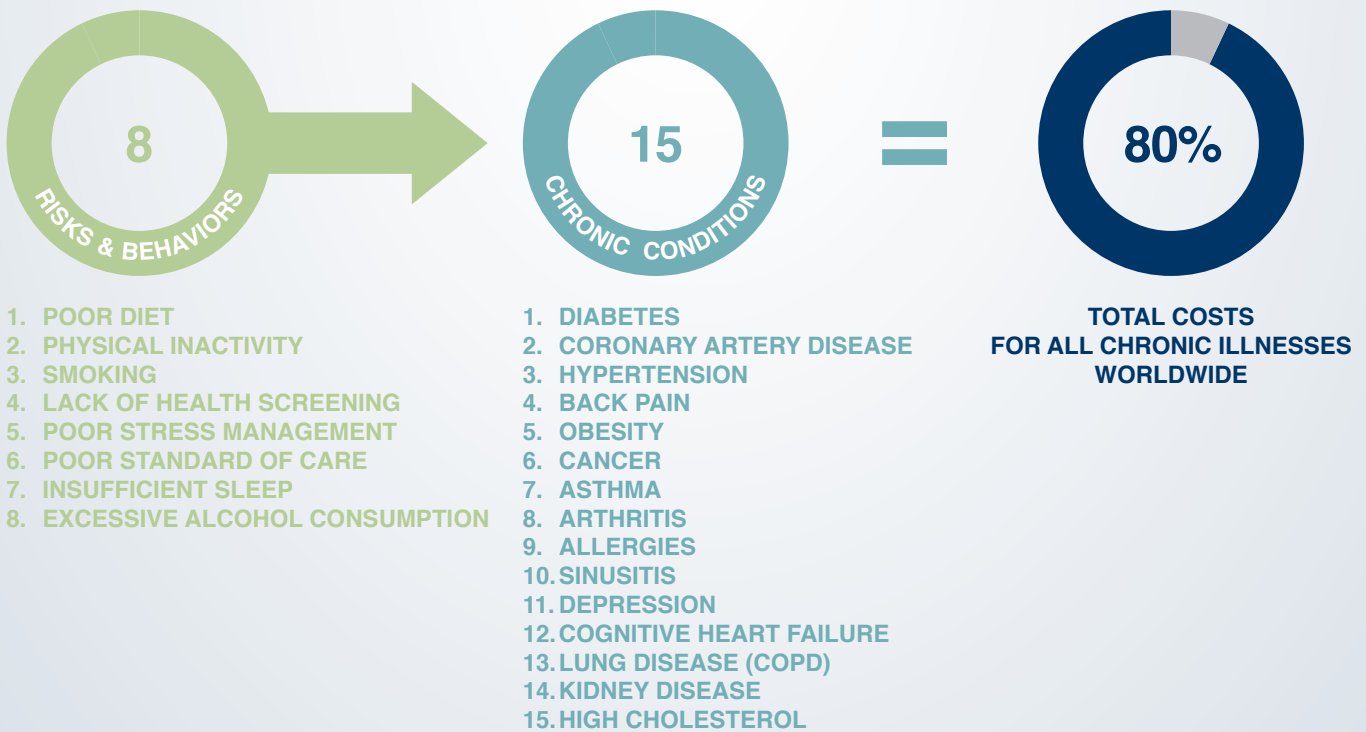 8
RISKS & BEHAVIORS
1. POOR DIET
2. PHYSICAL INACTIVITY
3. SMOKING
4. LACK OF HEALTH SCREENING
5. POOR STRESS MANAGEMENT
6. POOR STANDARD OF CARE
7. INSUFFICIENT SLEEP
8. EXCESSIVE ALCOHOL CONSUMPTION
15
CHRONIC CONDITIONS
1. DIABETES
2. CORONARY ARTERY DISEASE
3. HYPERTENSION
4. BACK PAIN
5. OBESITY
6. CANCER
7. ASTHMA
8. ARTHRITIS
9. ALLERGIES
10. SINUSITIS
11. DEPRESSION
12. COGNITIVE HEART FAILURE
13. LUNG DISEASE (COPD)
14. KIDNEY DISEASE
15. HIGH CHOLESTEROL
=
80%
TOTAL COSTS
FOR ALL CHRONIC ILLNESSES
WORLDWIDE